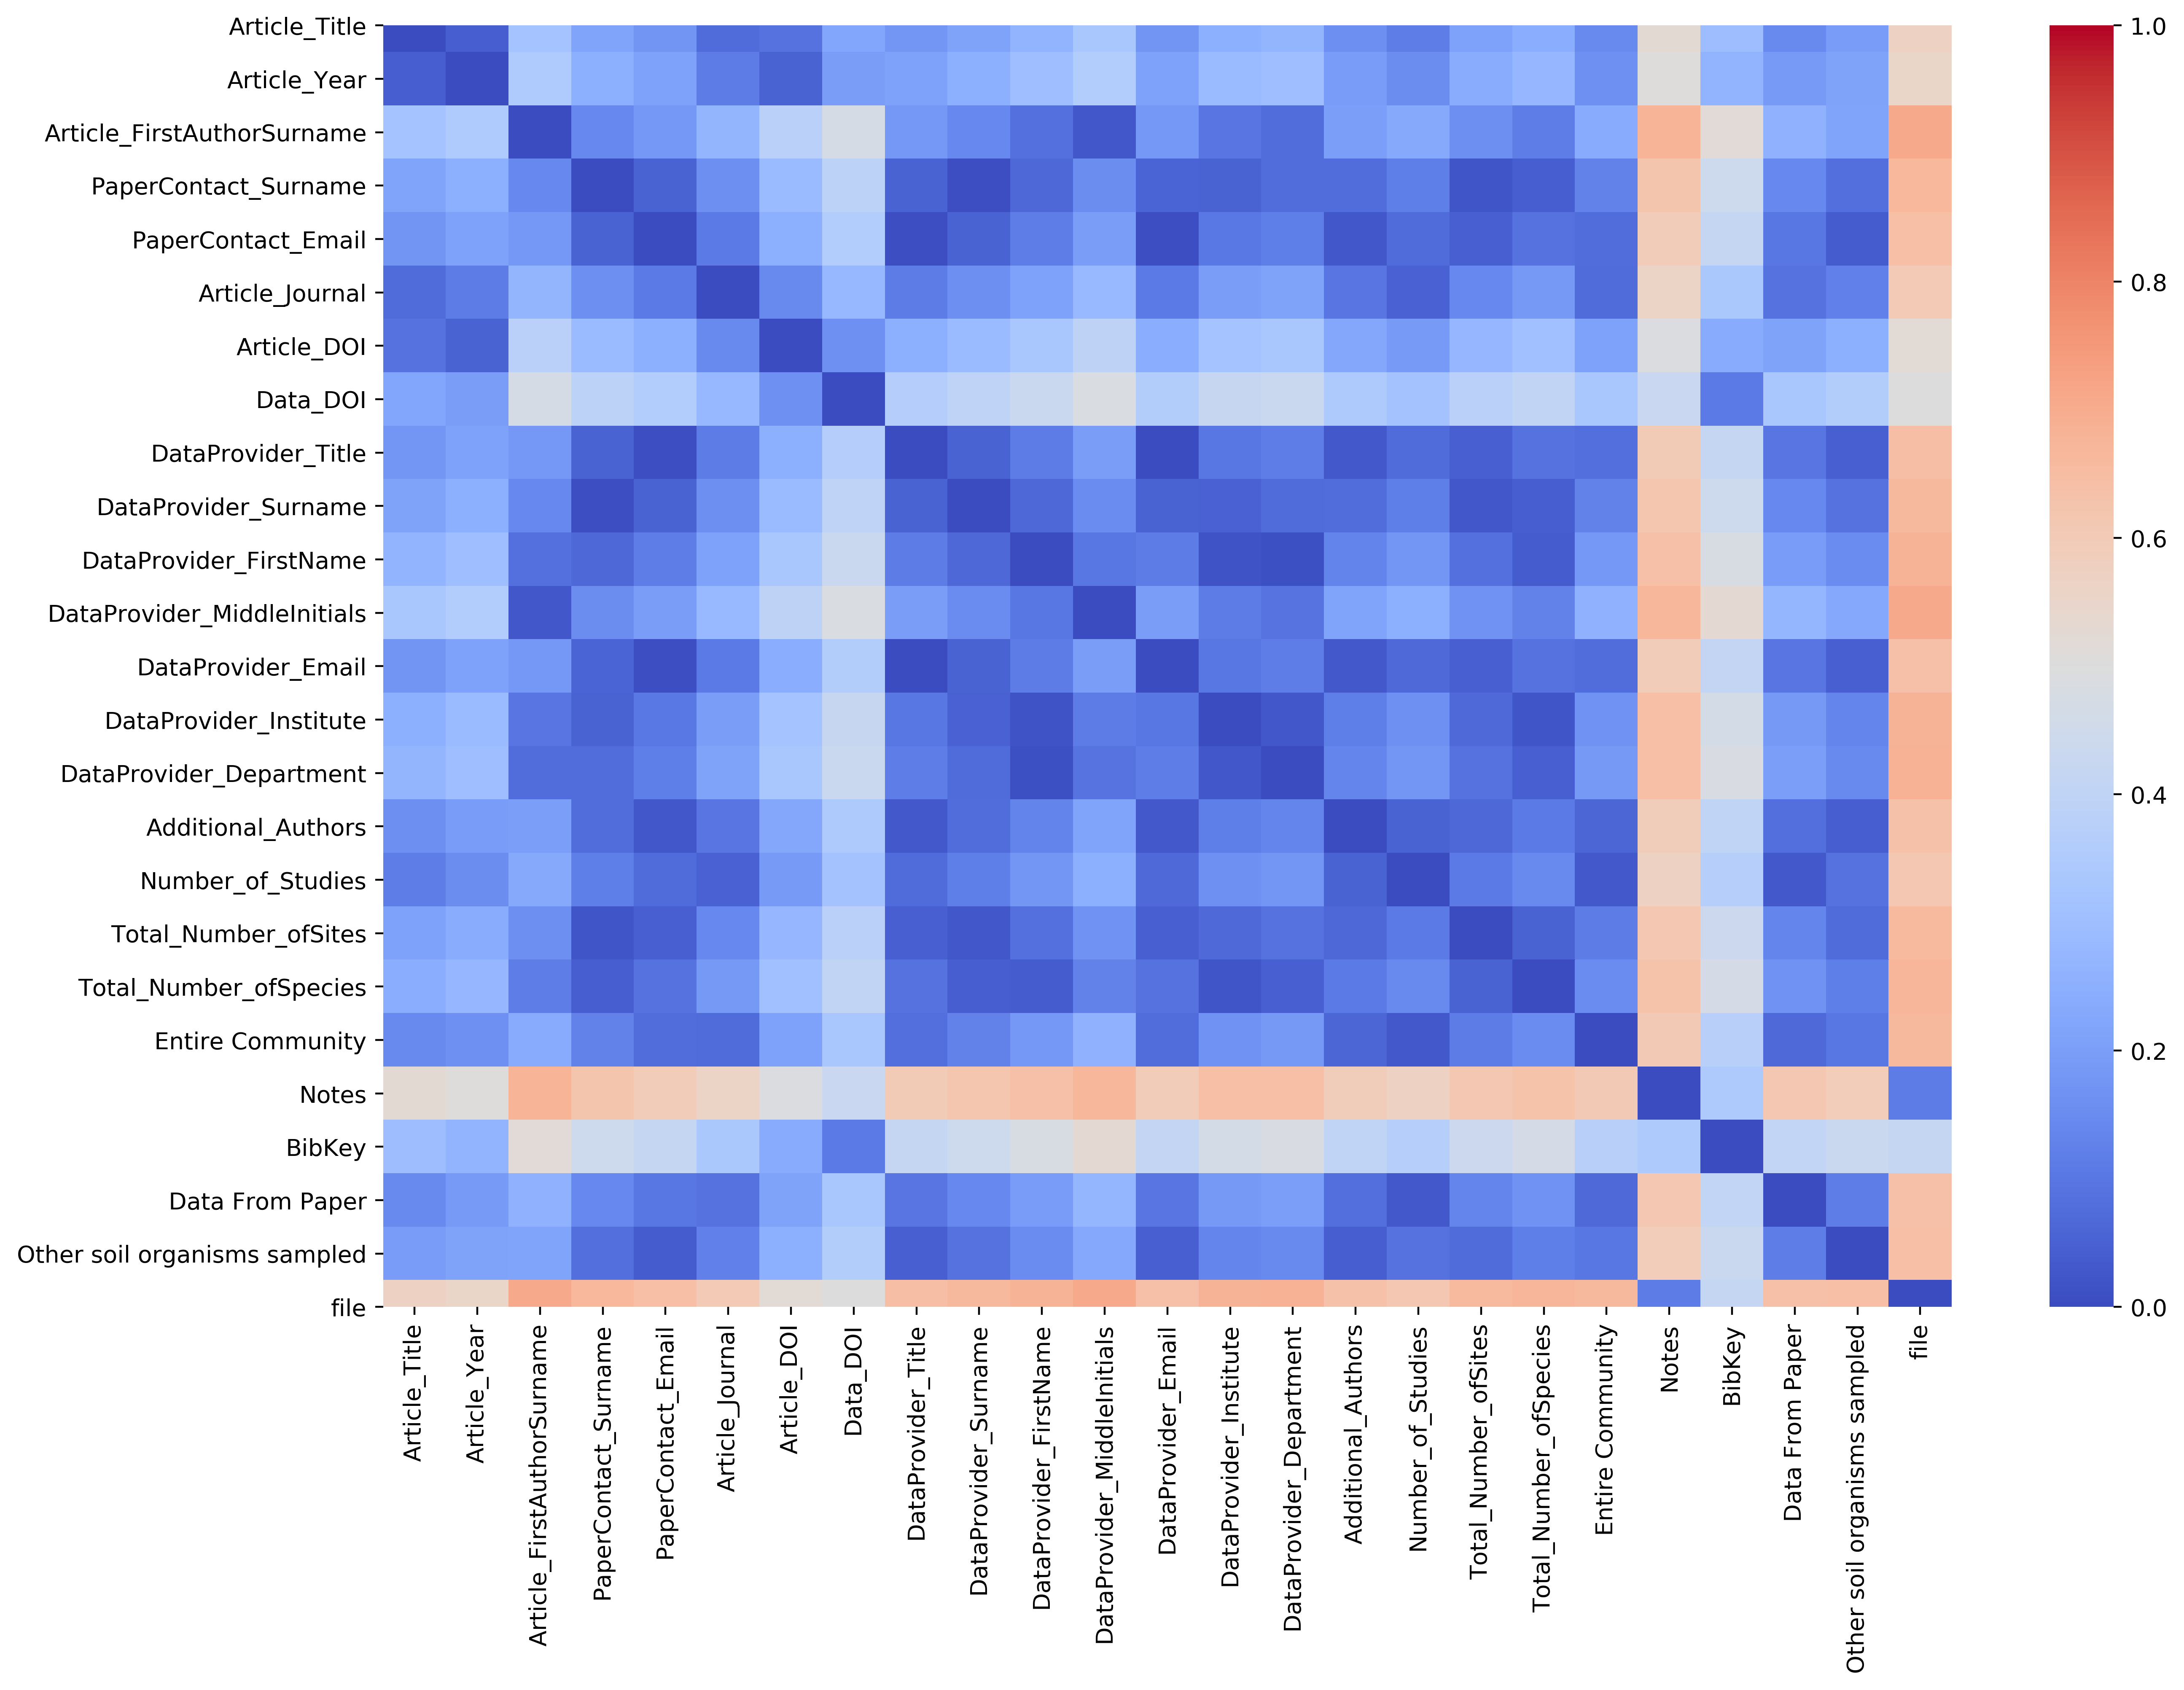 Article_Title
Article_Year
Article_FirstAuthorSurname
PaperContact_Surname
PaperContact_Email
Article_Journal
Article_DOI
Data_DOI
DataProvider_Title
DataProvider_Surname
DataProvider_FirstName
DataProvider_MiddleInitials
DataProvider_Email
DataProvider_Institute
DataProvider_Department
Additional_Authors
Number_of_Studies
Total_Number_ofSites
Total_Number_ofSpecies
Entire Community
Notes
BibKey
Data From Paper
Other soil organisms sampled
file
Article_Title
Article_Year
Article_FirstAuthorSurname
PaperContact_Surname
PaperContact_Email
Article_Journal
Article_DOI
Data_DOI
DataProvider_Title
DataProvider_Surname
DataProvider_FirstName
DataProvider_MiddleInitials
DataProvider_Email
DataProvider_Institute
DataProvider_Department
Additional_Authors
Number_of_Studies
Total_Number_ofSites
Total_Number_ofSpecies
Entire Community
Notes
BibKey
Data From Paper
Other soil organisms sampled
file
1.0
0.8
0.6
0.4
0.2
0.0